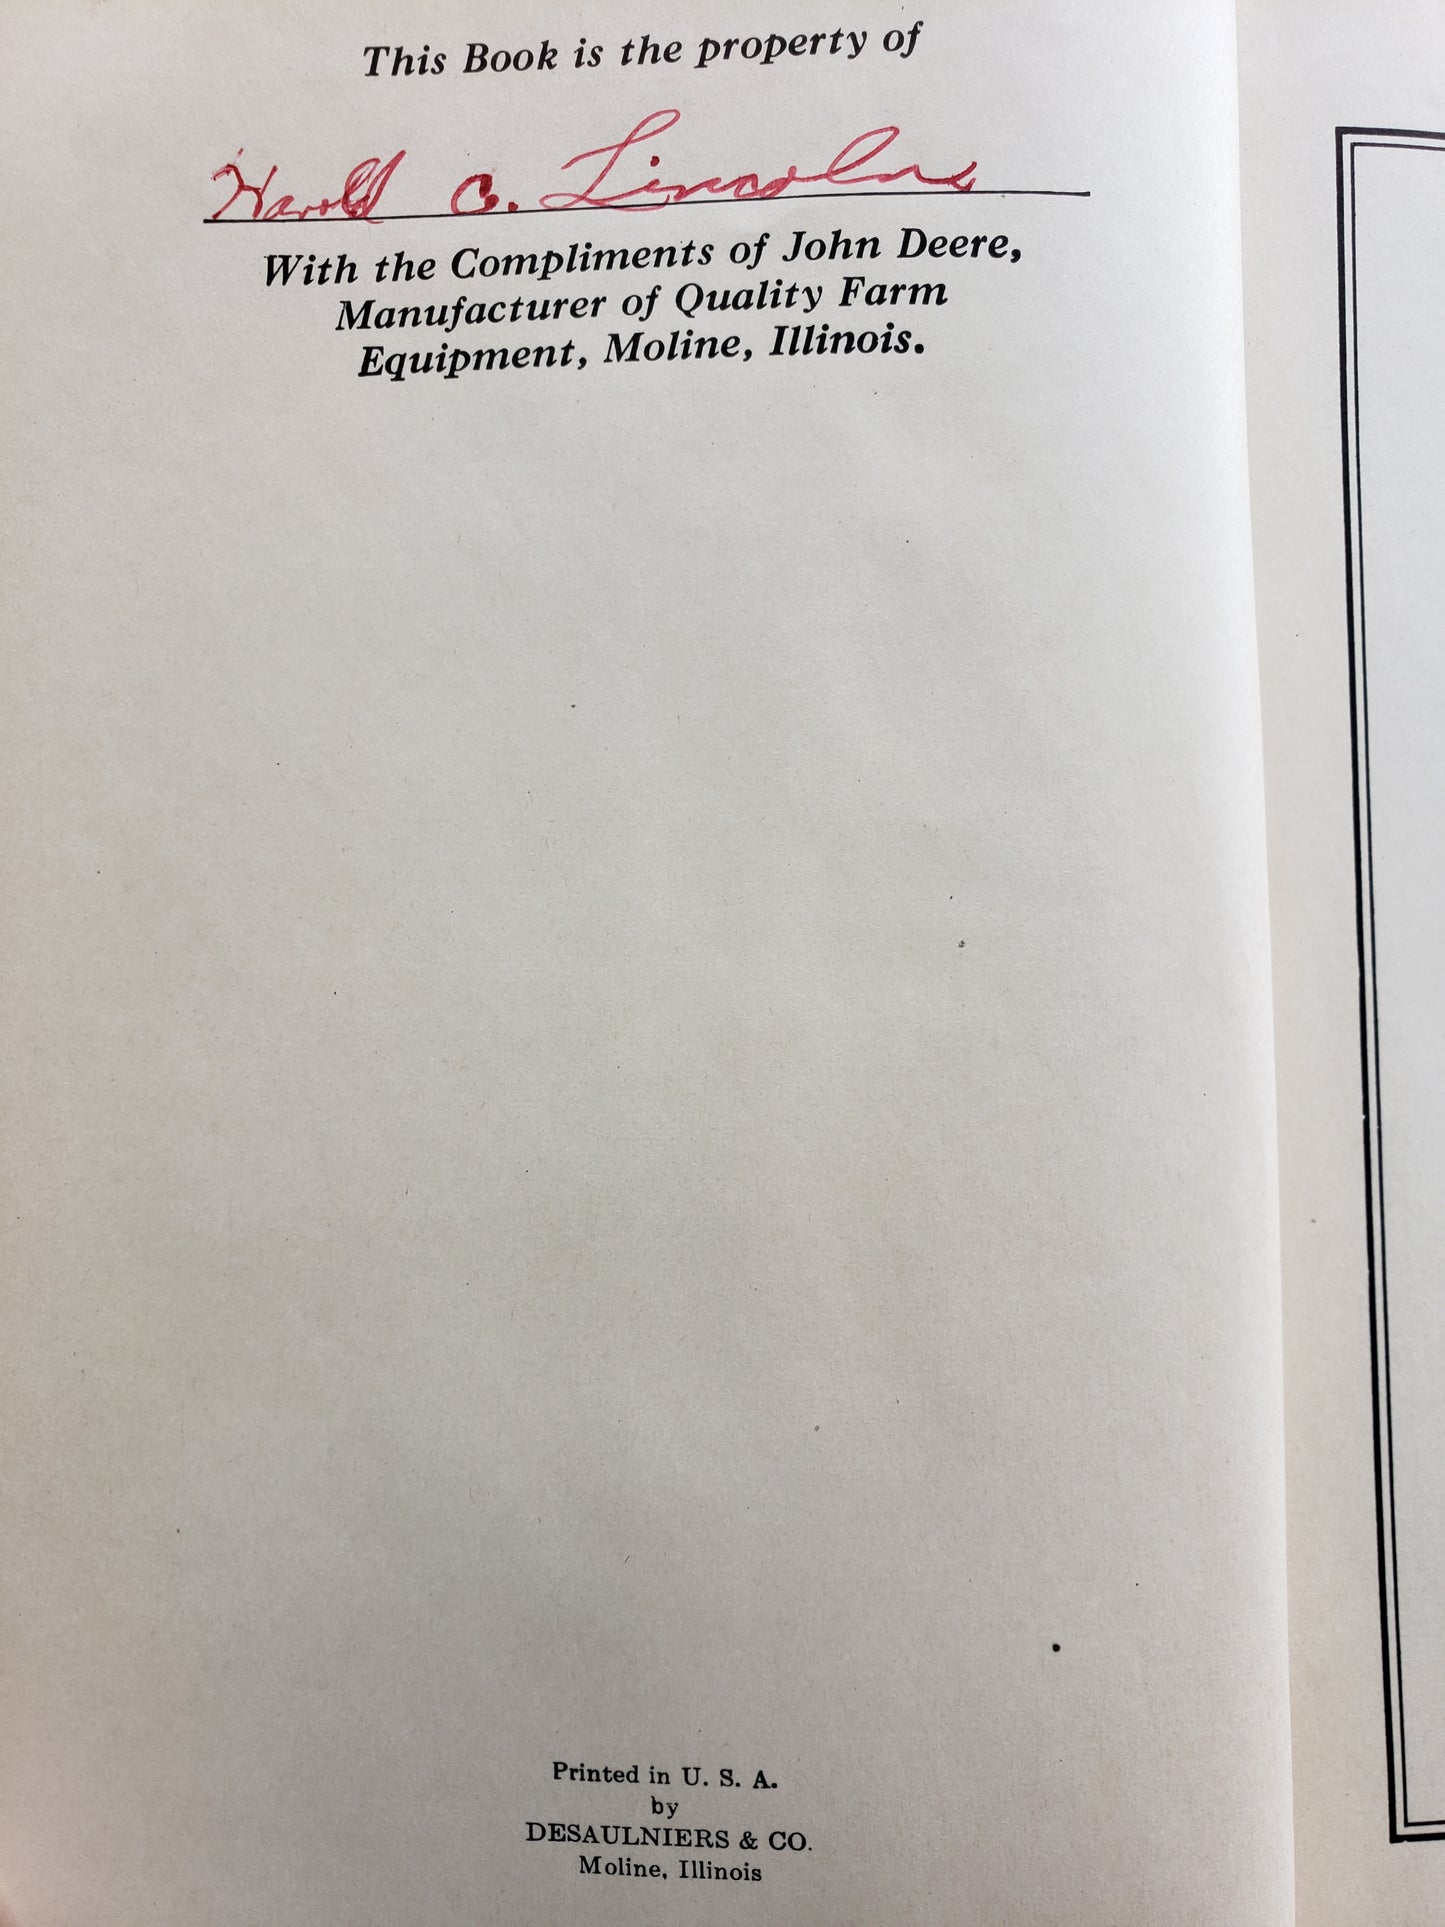 This Book is the property of
Harold C. Lincoln
With the Compliments of John Deere,
Manufacturer of Quality Farm
Equipment, Moline, Illinois.
Printed in U. S. A.
by
DESAULNIERS & CO.
Moline, Illinois